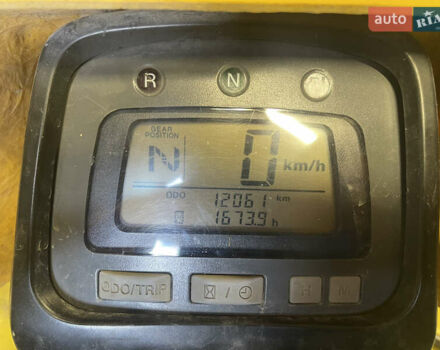 auto RIA
R N
GEAR
POSITION
N 0 km/h
ODO 12061 km
1673.9 h
ODO/TRIP / H M